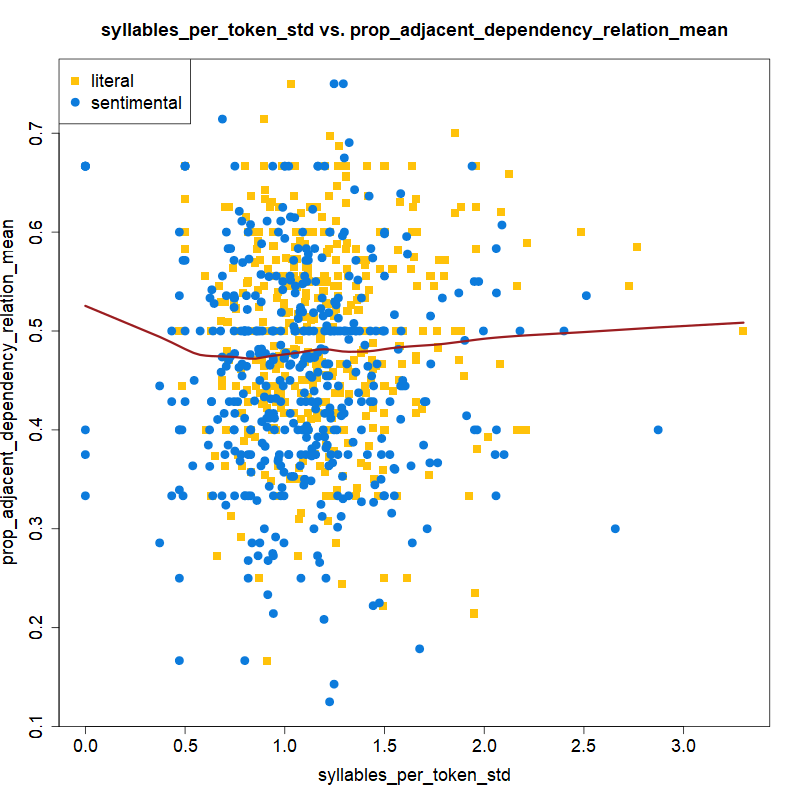 syllables_per_token_std vs. prop_adjacent_dependency_relation_mean
literal
sentimental
prop_adjacent_dependency_relation_mean
0.7
0.6
0.5
0.4
0.3
0.2
0.1
0.0 0.5 1.0 1.5 2.0 2.5 3.0
syllables_per_token_std